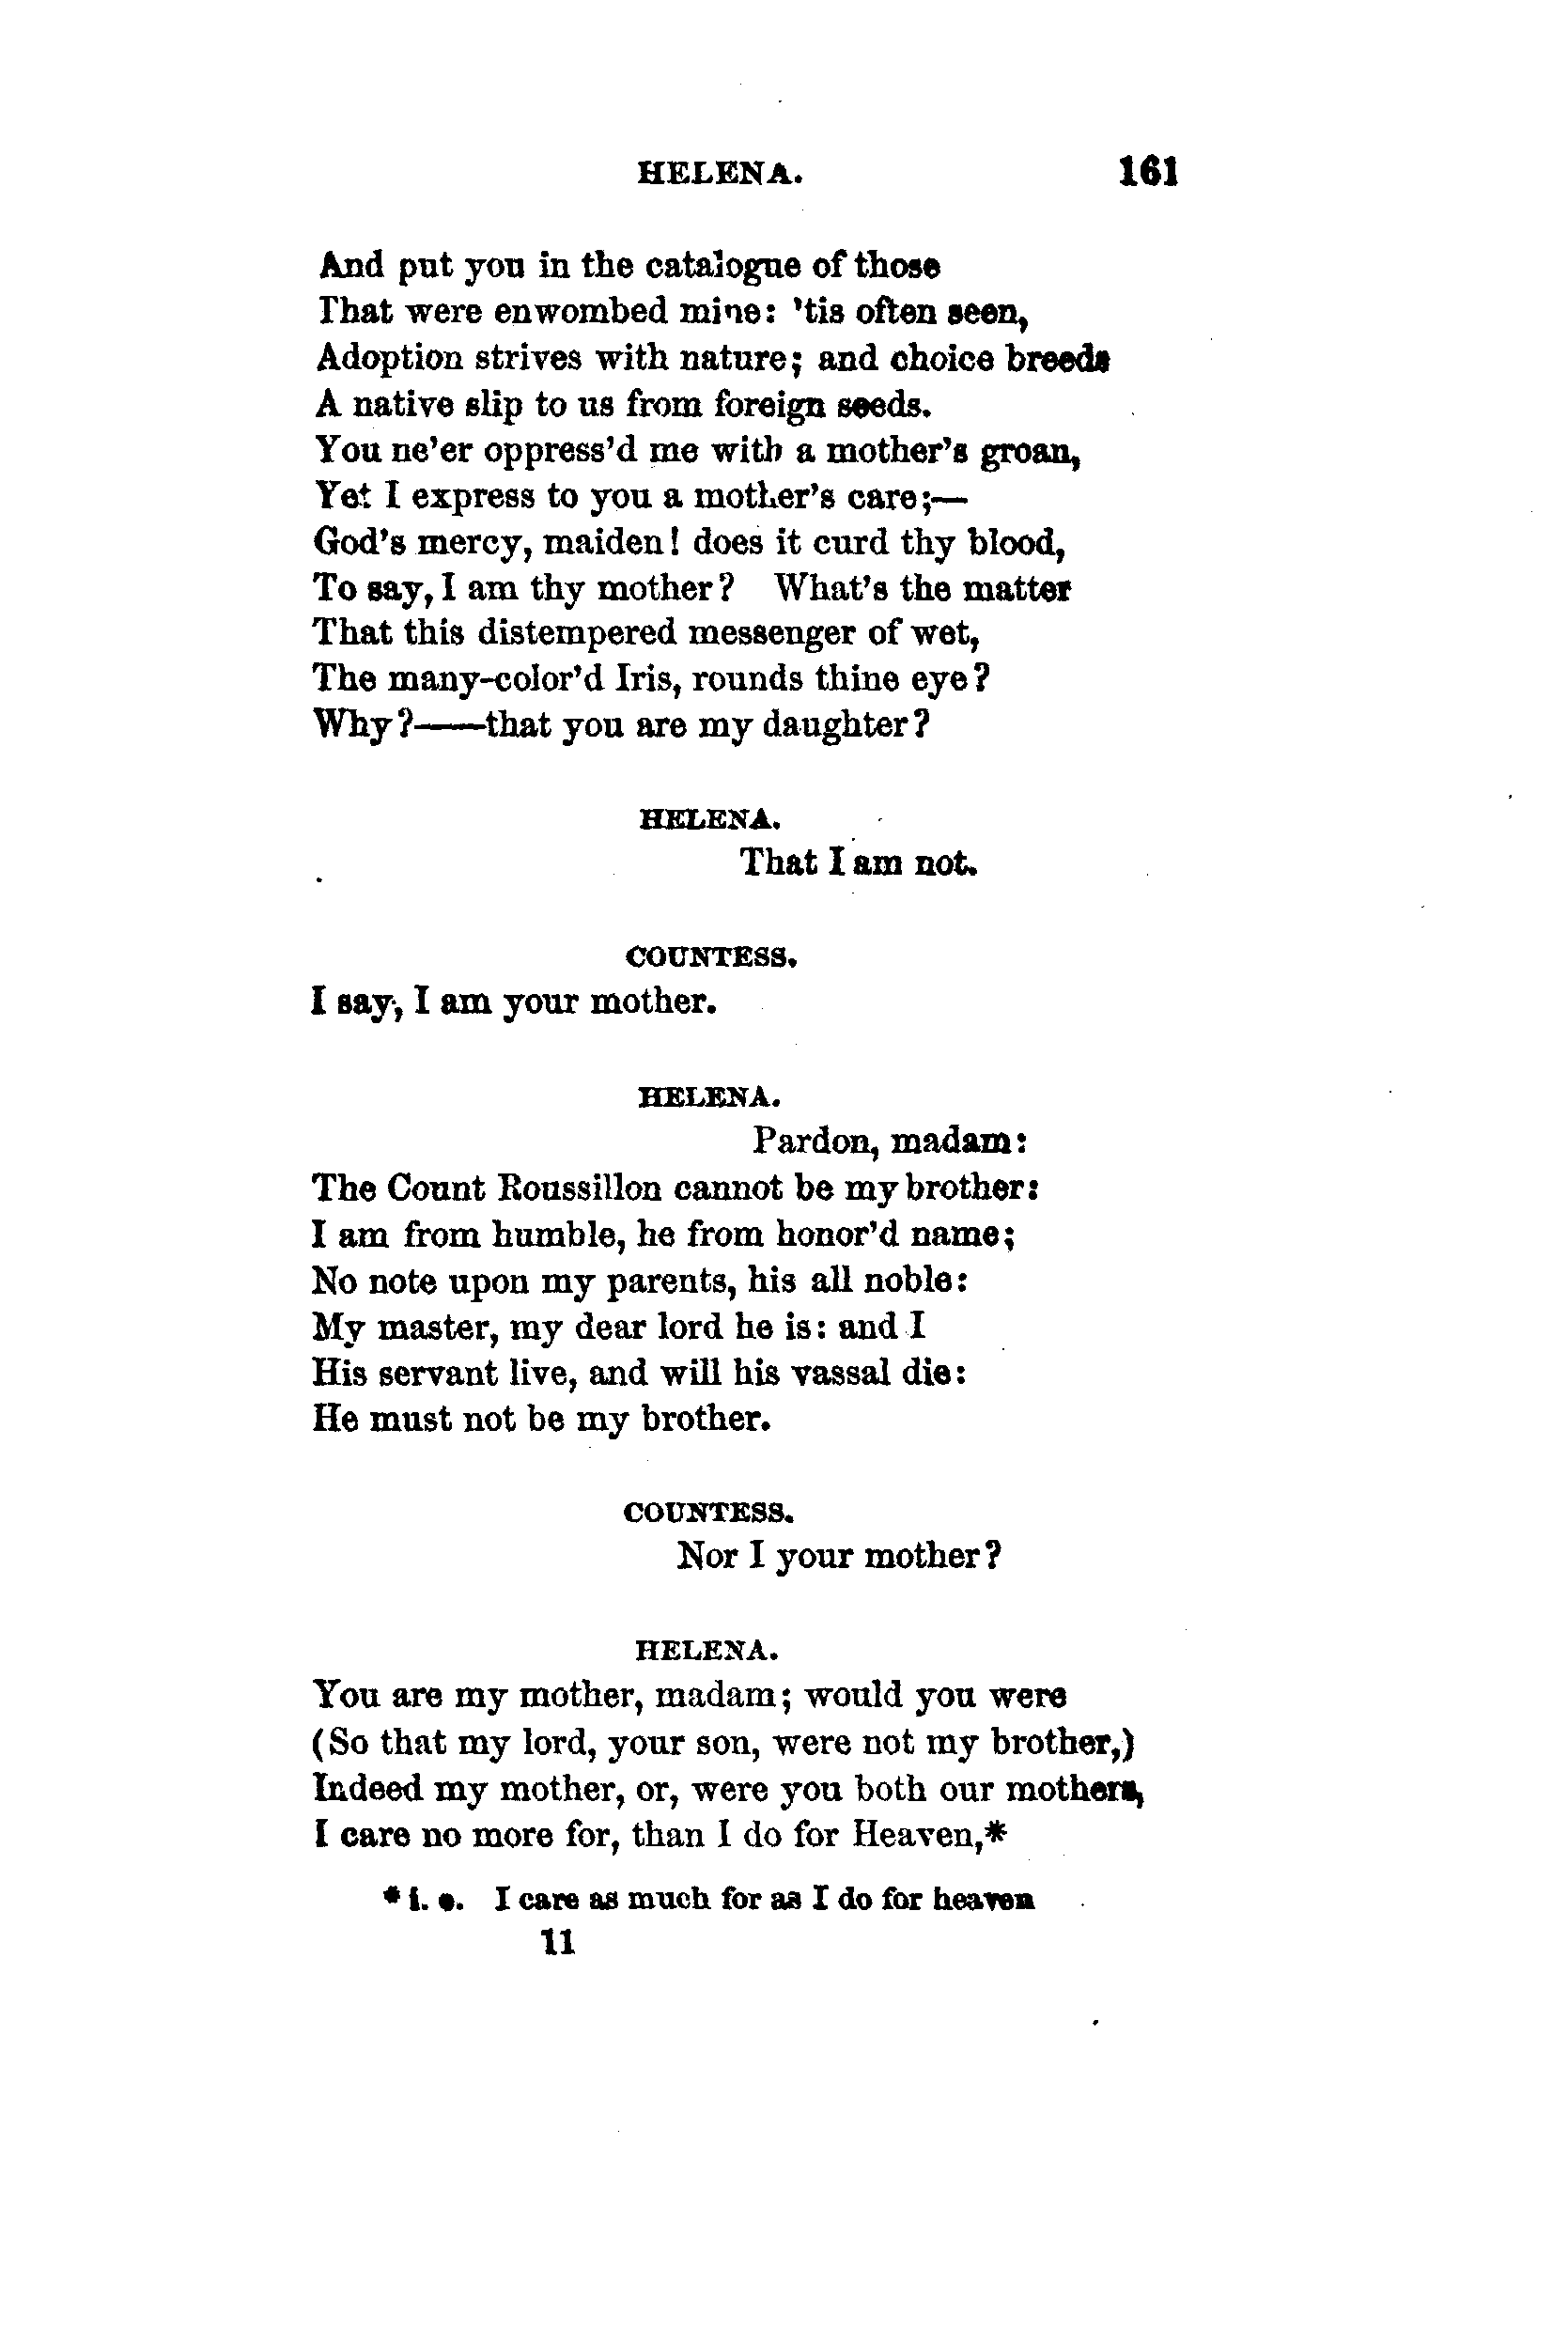 HELENA. 161
And put you in the catalogue of those
That were enwombed mine: 'tis often seen,
Adoption strives with nature; and choice breeds
A native slip to us from foreign seeds.
You ne'er oppress'd me with a mother's groan,
Yet I express to you a mother's care;—
God's mercy, maiden! does it curd thy blood,
To say, I am thy mother? What's the matter
That this distempered messenger of wet,
The many-color'd Iris, rounds thine eye?
Why?——that you are my daughter?
HELENA.
That I am not.
COUNTESS.
I say, I am your mother.
HELENA.
Pardon, madam:
The Count Roussillon cannot be my brother:
I am from humble, he from honor'd name;
No note upon my parents, his all noble:
My master, my dear lord he is: and I
His servant live, and will his vassal die:
He must not be my brother.
COUNTESS.
Nor I your mother?
HELENA.
You are my mother, madam; would you were
(So that my lord, your son, were not my brother,)
Indeed my mother, or, were you both our mothers,
I care no more for, than I do for Heaven,*
* i. e. I care as much for as I do for heaven
11